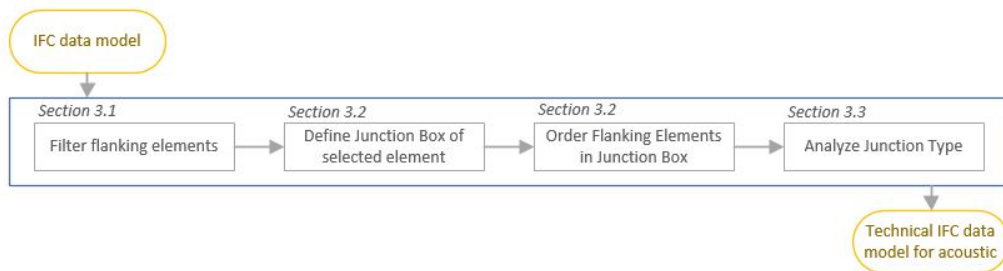 IFC data model
Section 3.1
Filter flanking elements
Section 3.2
Define Junction Box of
selected element
Section 3.2
Order Flanking Elements
in Junction Box
Section 3.3
Analyze Junction Type
Technical IFC data
model for acoustic